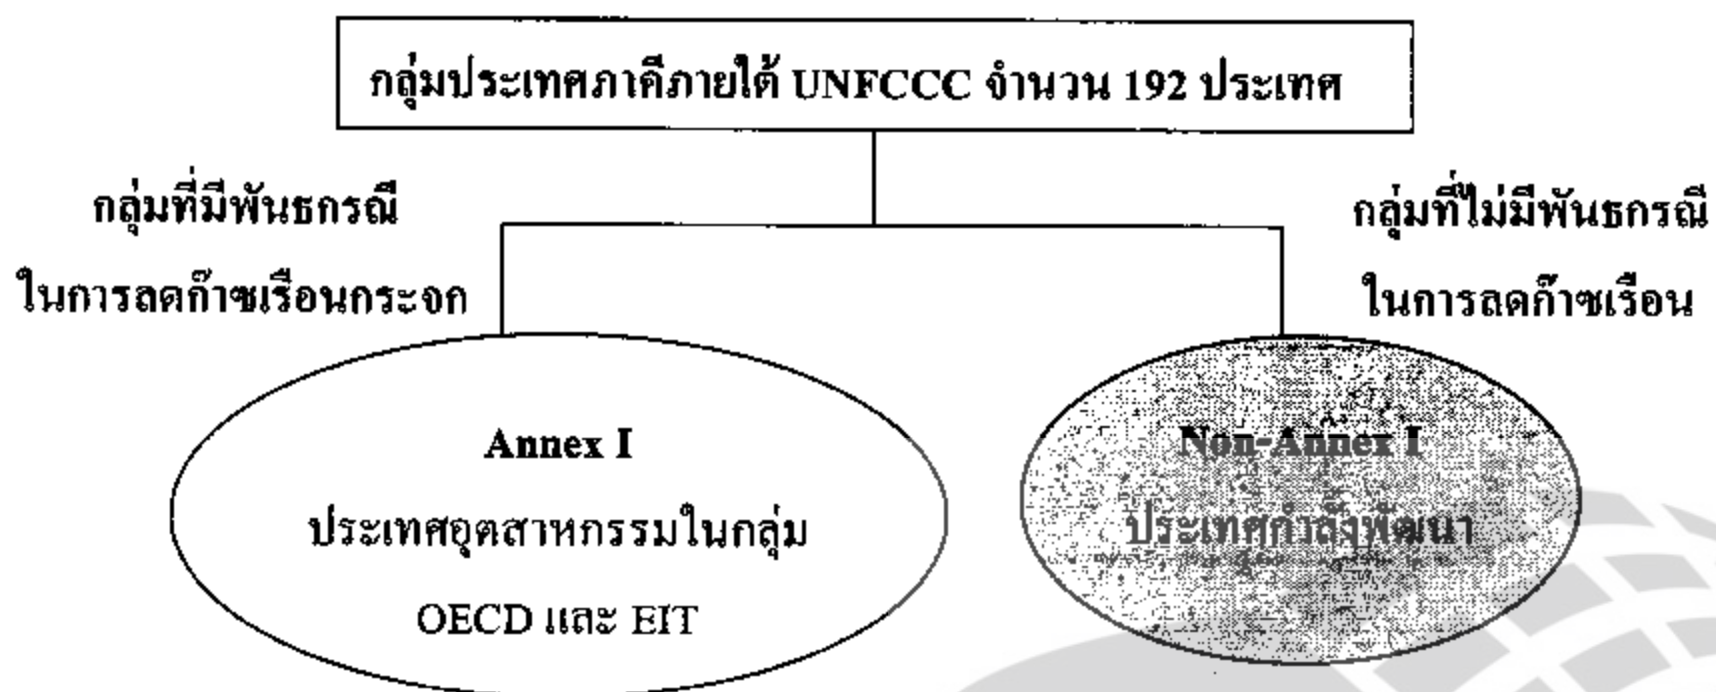 กลุ่มประเทศภาคีภายใต้ UNFCCC จำนวน 192 ประเทศ
กลุ่มที่มีพันธกรณี
ในการลดก๊าซเรือนกระจก
กลุ่มที่ไม่มีพันธกรณี
ในการลดก๊าซเรือน
Annex I
ประเทศอุตสาหกรรมในกลุ่ม
OECD และ EIT
Non-Annex I
ประเทศกำลังพัฒนา